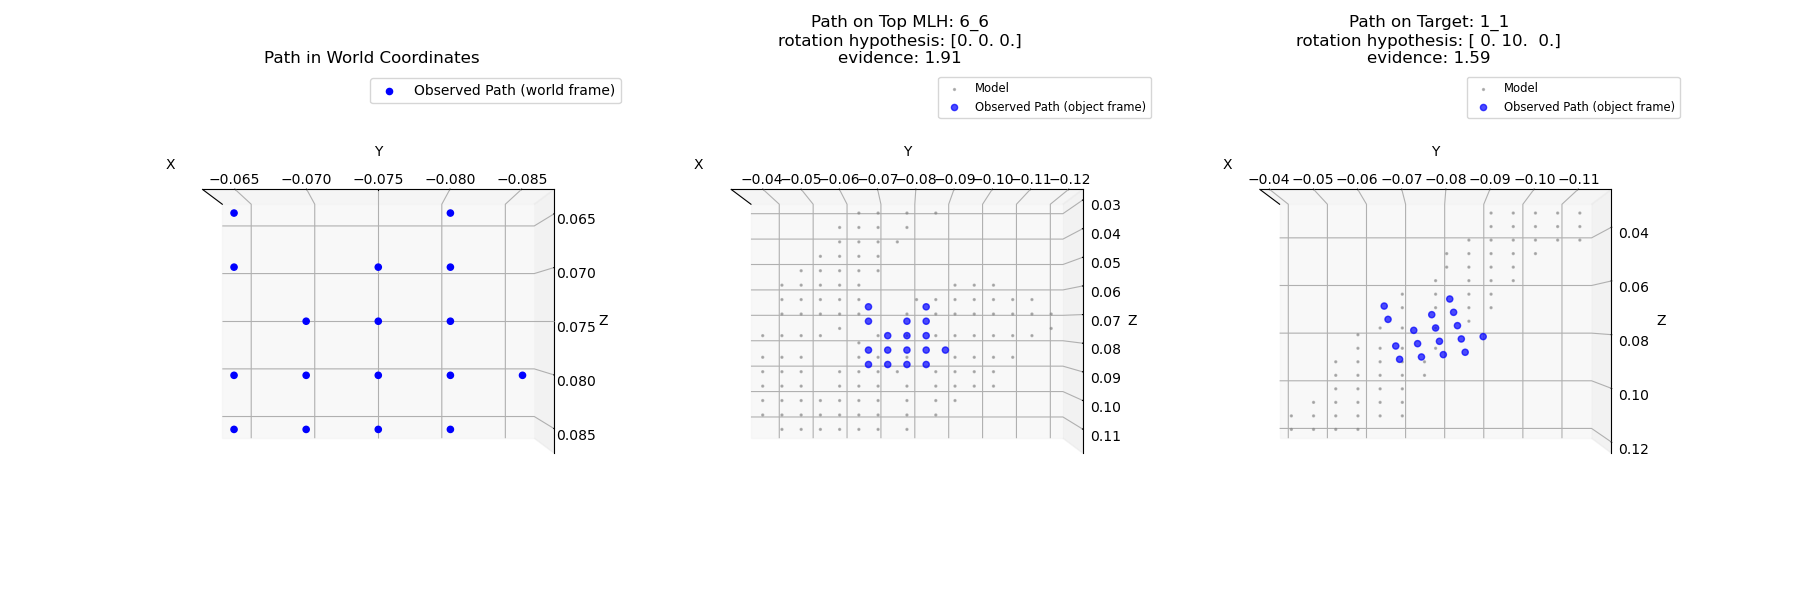 Path in World Coordinates
Observed Path (world frame)
X
Y
−0.065 −0.070 −0.075 −0.080 −0.085
0.065
0.070
0.075
Z
0.080
0.085
Path on Top MLH: 6_6
rotation hypothesis: [0. 0. 0.]
evidence: 1.91
Model
Observed Path (object frame)
X
Y
−0.04 −0.05 −0.06 −0.07 −0.08 −0.09 −0.10 −0.11 −0.12
0.03
0.04
0.05
0.06
0.07
Z
0.08
0.09
0.10
0.11
Path on Target: 1_1
rotation hypothesis: [ 0. 10.  0.]
evidence: 1.59
Model
Observed Path (object frame)
X
Y
−0.04 −0.05 −0.06 −0.07 −0.08 −0.09 −0.10 −0.11
0.04
0.06
Z
0.08
0.10
0.12